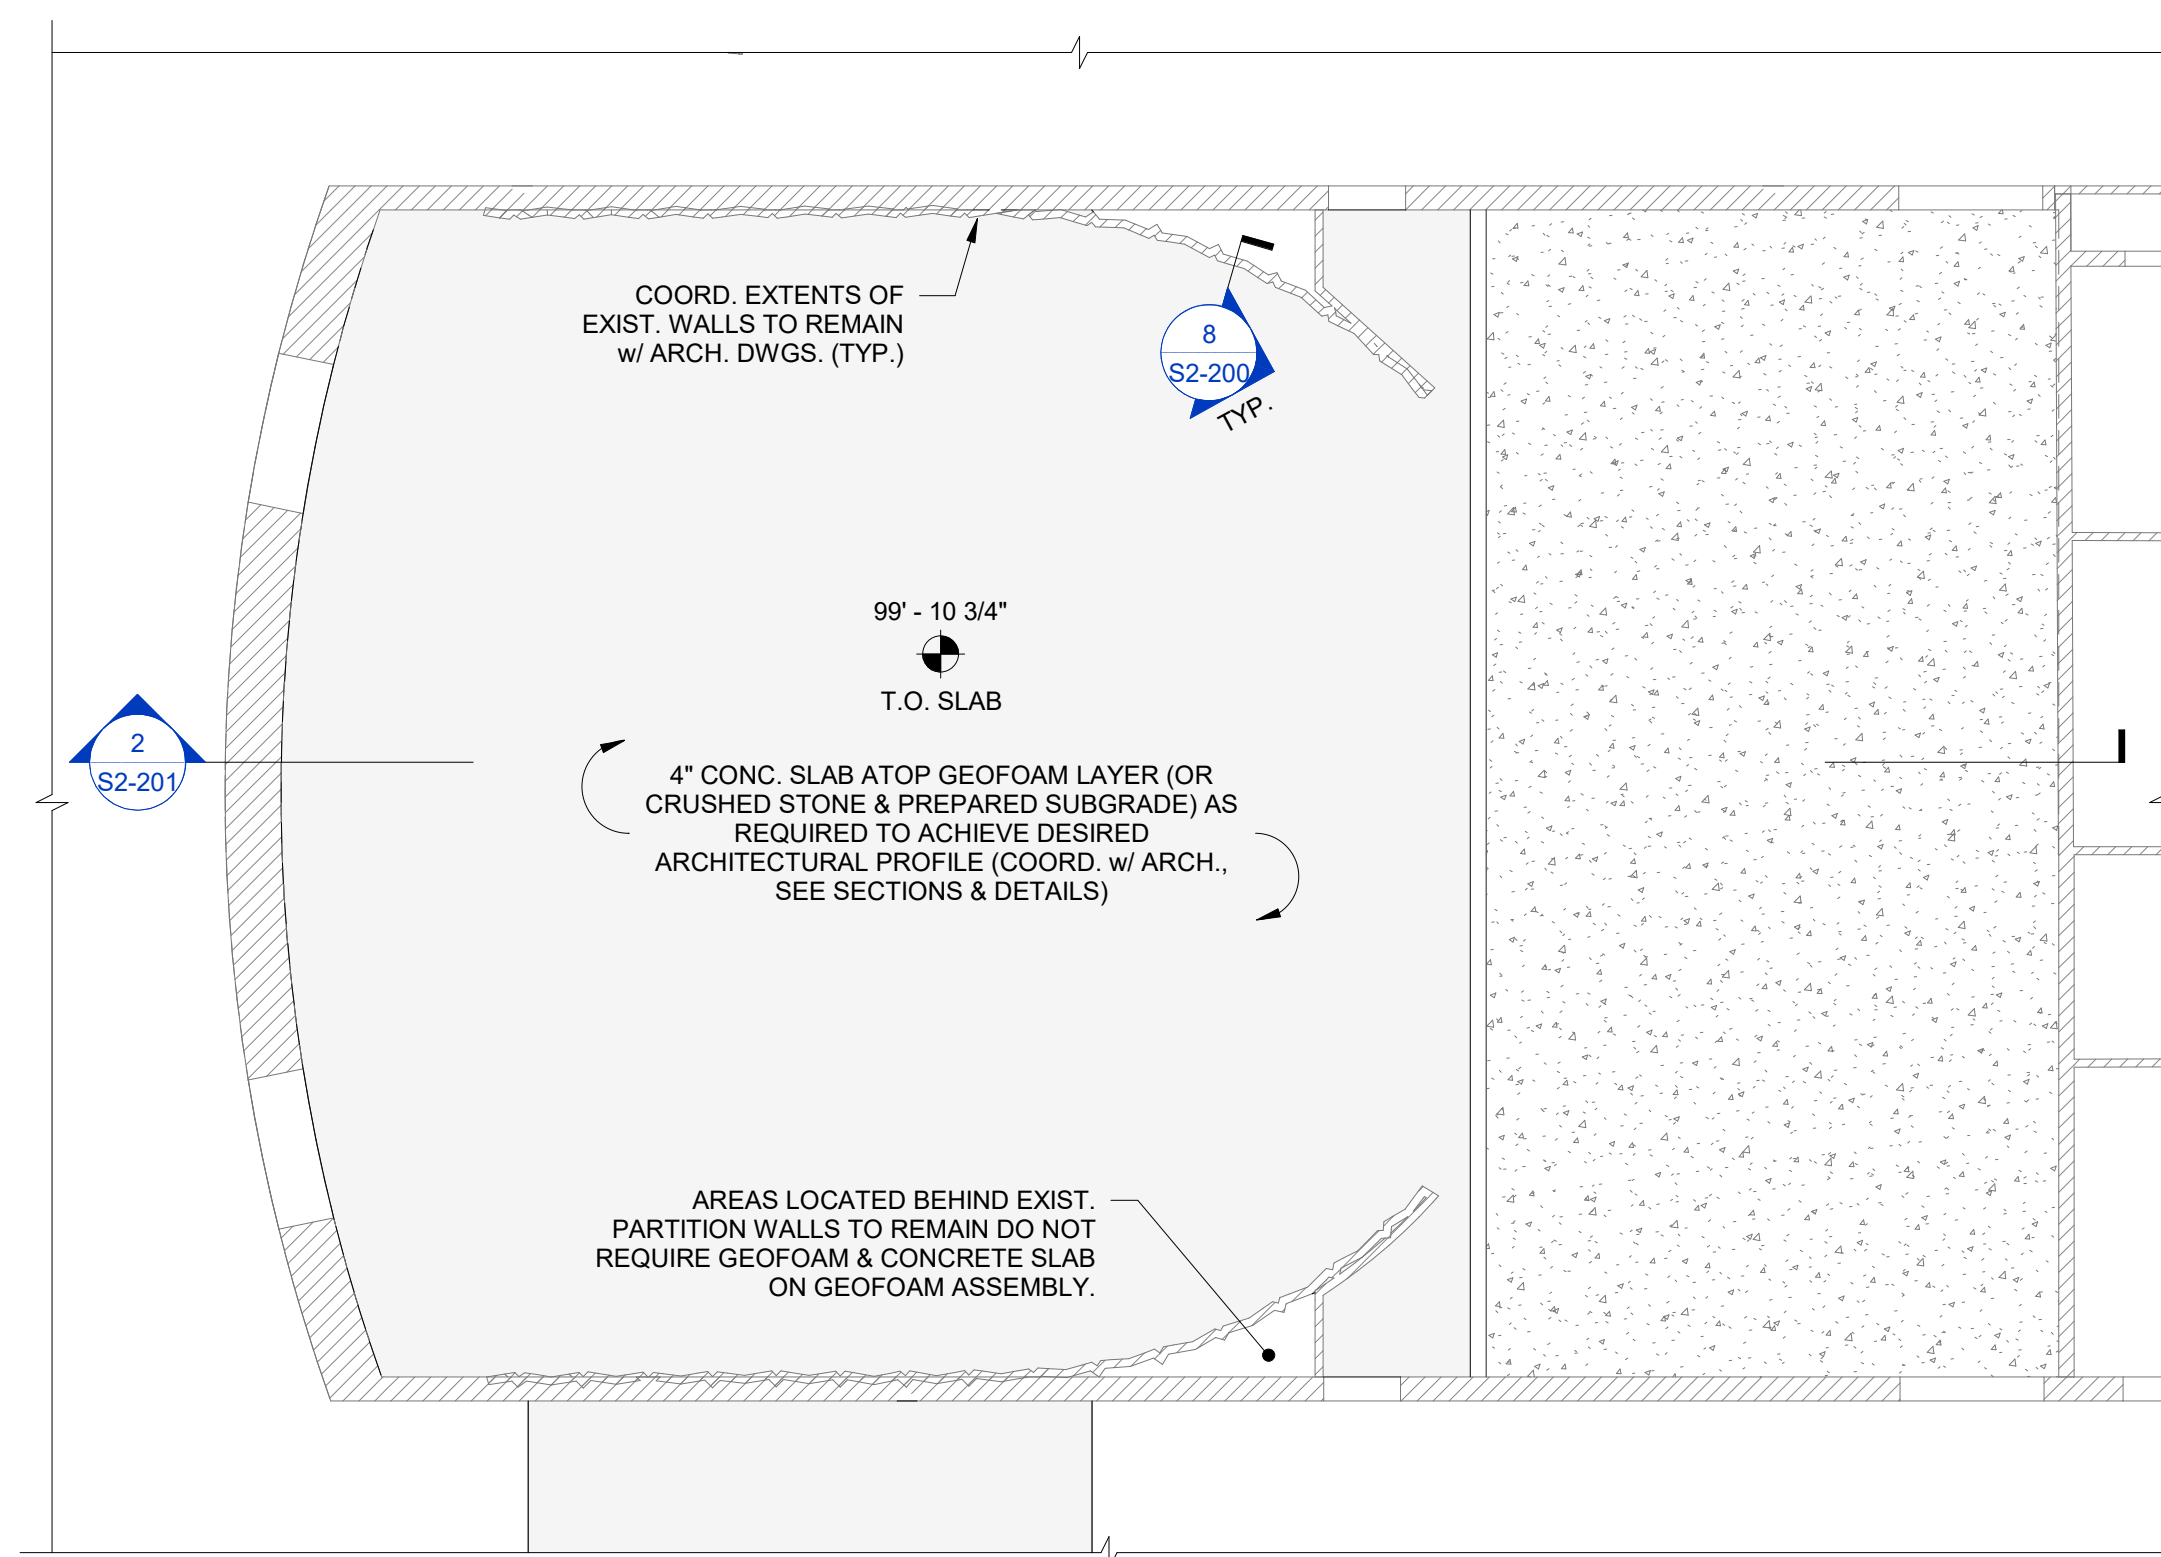 COORD. EXTENTS OF
EXIST. WALLS TO REMAIN
w/ ARCH. DWGS. (TYP.)
8
S2-200
TYP.
99' - 10 3/4"
T.O. SLAB
2
S2-201
4" CONC. SLAB ATOP GEOFOAM LAYER (OR
CRUSHED STONE & PREPARED SUBGRADE) AS
REQUIRED TO ACHIEVE DESIRED
ARCHITECTURAL PROFILE (COORD. w/ ARCH.,
SEE SECTIONS & DETAILS)
AREAS LOCATED BEHIND EXIST.
PARTITION WALLS TO REMAIN DO NOT
REQUIRE GEOFOAM & CONCRETE SLAB
ON GEOFOAM ASSEMBLY.